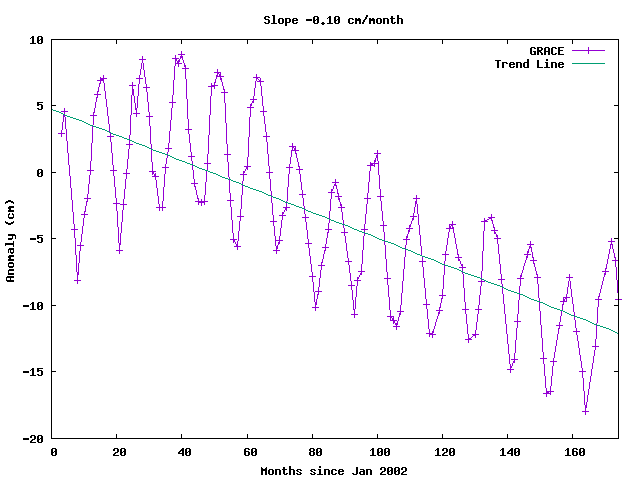 Slope -0.10 cm/month
GRACE
Trend Line
10
5
0
-5
-10
-15
-20
Anomaly (cm)
0 20 40 60 80 100 120 140 160
Months since Jan 2002